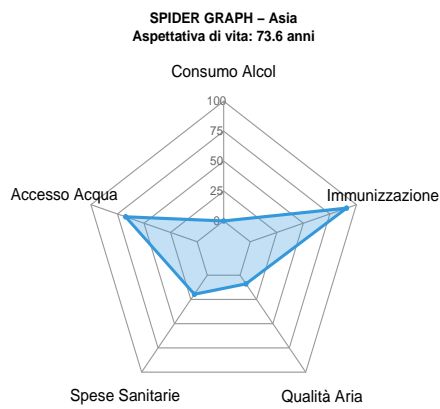 SPIDER GRAPH – Asia
Aspettativa di vita: 73.6 anni
Consumo Alcol
100
75
50
25
0
Accesso Acqua
Immunizzazione
Spese Sanitarie
Qualità Aria